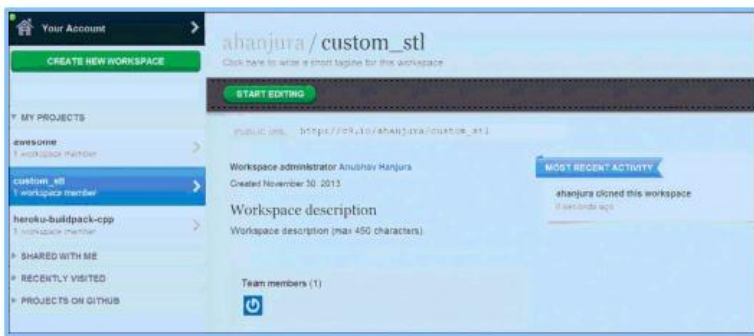 Your Account
CREATE NEW WORKSPACE
MY PROJECTS
awesome
1 workspace member
custom_stl
1 workspace member
heroku-buildpack-cpp
1 workspace member
SHARED WITH ME
RECENTLY VISITED
PROJECTS ON GITHUB
ahanjura / custom_stl
Click here to write a short tagline for this workspace
START EDITING
PUBLIC URL https://c9.io/ahanjura/custom_stl
Workspace administrator Anubhav Hanjura
Created November 30, 2013
Workspace description
Workspace description (max 450 characters)
Team members (1)
MOST RECENT ACTIVITY
ahanjura cloned this workspace
0 seconds ago